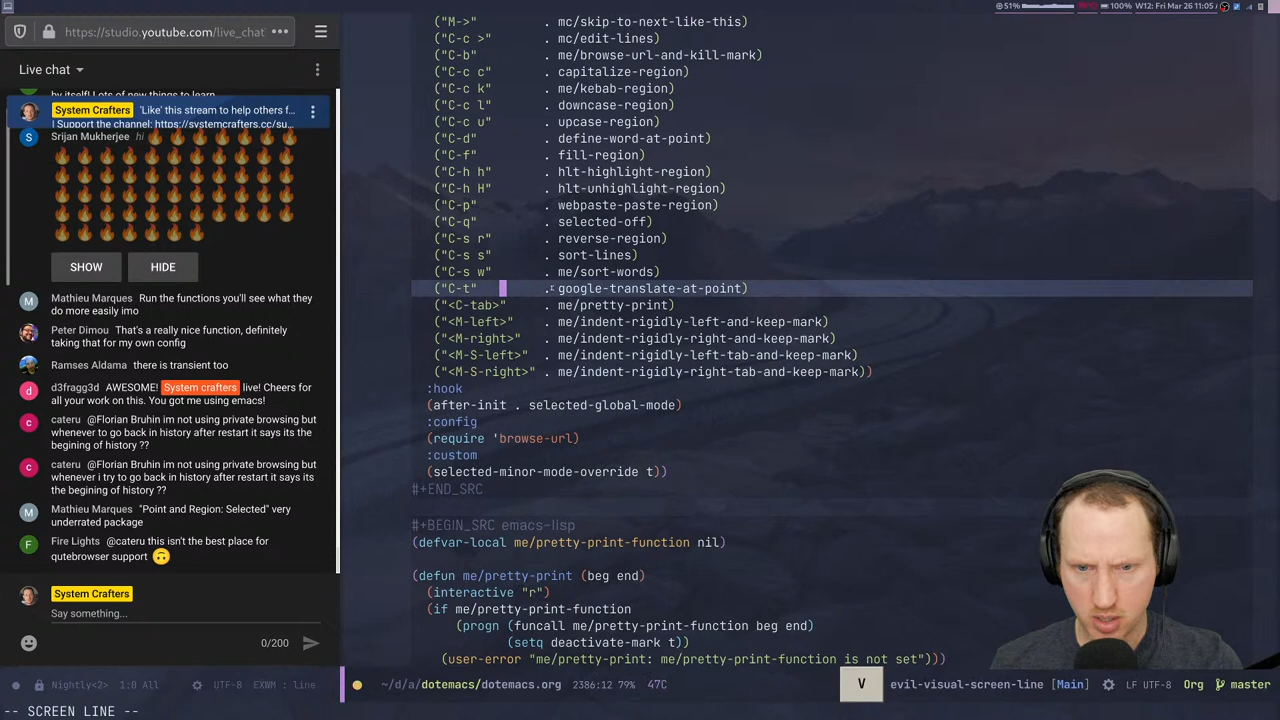 51%
100%
W12: Fri Mar 26 11:05
https://studio.youtube.com/live_chat
Live chat
by itself! Lots of new things to learn
System Crafters 'Like' this stream to help others f...
| Support the channel: https://systemcrafters.cc/su...
Srijan Mukherjee hi 🔥🔥🔥🔥🔥🔥🔥
🔥🔥🔥🔥🔥🔥🔥🔥🔥🔥🔥
🔥🔥🔥🔥🔥🔥🔥🔥🔥🔥🔥
🔥🔥🔥🔥🔥🔥🔥🔥🔥🔥🔥
🔥🔥🔥🔥🔥🔥🔥🔥🔥🔥🔥
🔥🔥🔥🔥🔥🔥🔥
SHOW HIDE
Mathieu Marques Run the functions you'll see what they
do more easily imo
Peter Dimou That's a really nice function, definitely
taking that for my own config
Ramses Aldama there is transient too
d3fragg3d AWESOME! System crafters live! Cheers for
all your work on this. You got me using emacs!
cateru @Florian Bruhin im not using private browsing but
whenever to go back in history after restart it says its the
begining of history ??
cateru @Florian Bruhin im not using private browsing but
whenever i try to go back in history after restart it says its
the begining of history ??
Mathieu Marques "Point and Region: Selected" very
underrated package
Fire Lights @cateru this isn't the best place for
qutebrowser support 🙃
System Crafters
Say something...
0/200
("M->" . mc/skip-to-next-like-this)
("C-c >" . mc/edit-lines)
("C-b" . me/browse-url-and-kill-mark)
("C-c c" . capitalize-region)
("C-c k" . me/kebab-region)
("C-c l" . downcase-region)
("C-c u" . upcase-region)
("C-d" . define-word-at-point)
("C-f" . fill-region)
("C-h h" . hlt-highlight-region)
("C-h H" . hlt-unhighlight-region)
("C-p" . webpaste-paste-region)
("C-q" . selected-off)
("C-s r" . reverse-region)
("C-s s" . sort-lines)
("C-s w" . me/sort-words)
("C-t" . google-translate-at-point)
("<C-tab>" . me/pretty-print)
("<M-left>" . me/indent-rigidly-left-and-keep-mark)
("<M-right>" . me/indent-rigidly-right-and-keep-mark)
("<M-S-left>" . me/indent-rigidly-left-tab-and-keep-mark)
("<M-S-right>" . me/indent-rigidly-right-tab-and-keep-mark))
:hook
(after-init . selected-global-mode)
:config
(require 'browse-url)
:custom
(selected-minor-mode-override t))
#+END_SRC
#+BEGIN_SRC emacs-lisp
(defvar-local me/pretty-print-function nil)
(defun me/pretty-print (beg end)
(interactive "r")
(if me/pretty-print-function
(progn (funcall me/pretty-print-function beg end)
(setq deactivate-mark t))
(user-error "me/pretty-print: me/pretty-print-function is not set")))
Nightly<2> 1:0 All UTF-8 EXWM : line
~/d/a/dotemacs/dotemacs.org 2386:12 79% 47C V evil-visual-screen-line [Main] LF UTF-8 Org master
-- SCREEN LINE --